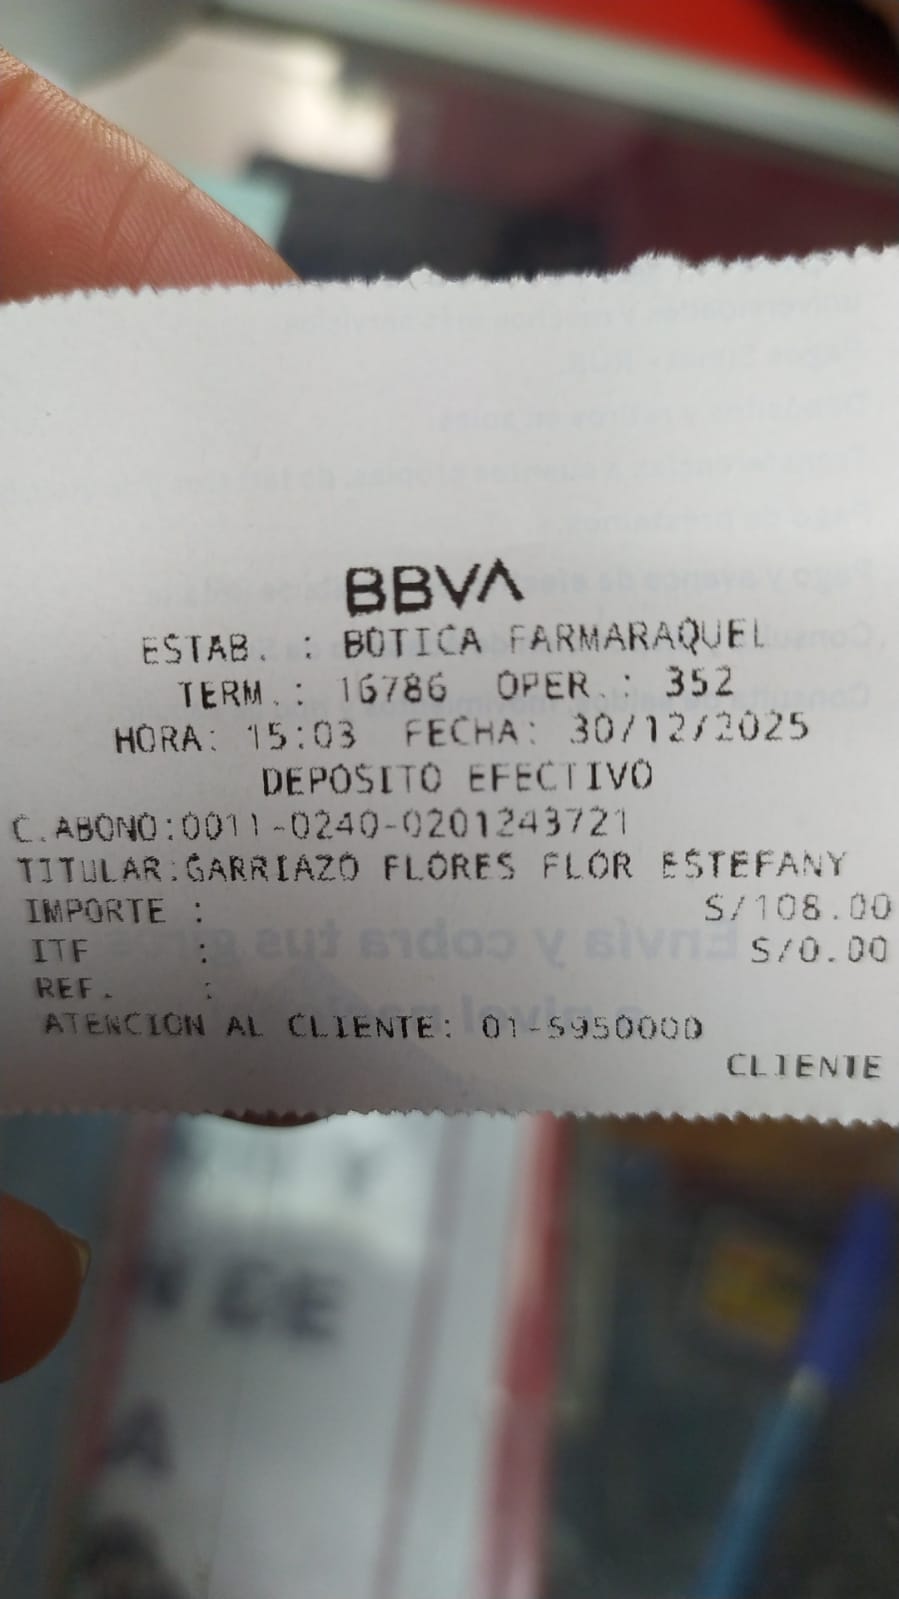 BBVA
ESTAB. : BOTICA FARMARAQUEL
TERM.: 16786 OPER.: 352
HORA: 15:03 FECHA: 30/12/2025
DEPOSITO EFECTIVO
C.ABONO:0011-0240-0201243721
TITULAR:GARRIAZO FLORES FLOR ESTEFANY
IMPORTE : S/108.00
ITF : S/0.00
REF. :
ATENCION AL CLIENTE: 01-5950000
CLIENTE